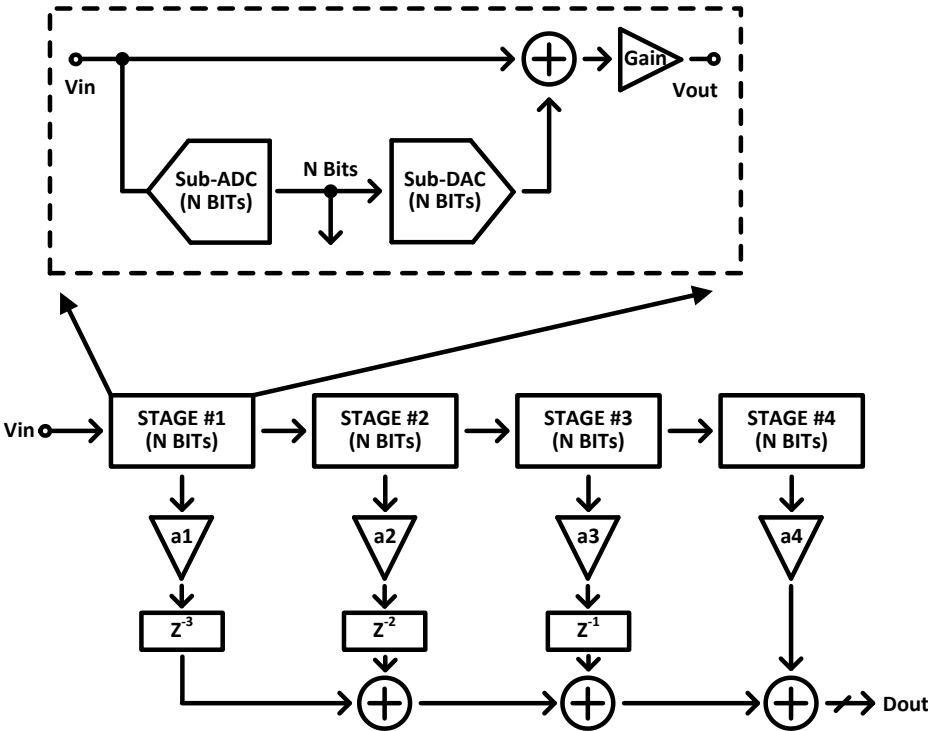 Vin
Gain
Vout
Sub-ADC
(N BITs)
N Bits
Sub-DAC
(N BITs)
Vin
STAGE #1
(N BITs)
STAGE #2
(N BITs)
STAGE #3
(N BITs)
STAGE #4
(N BITs)
a1
a2
a3
a4
Z⁻³
Z⁻²
Z⁻¹
Dout